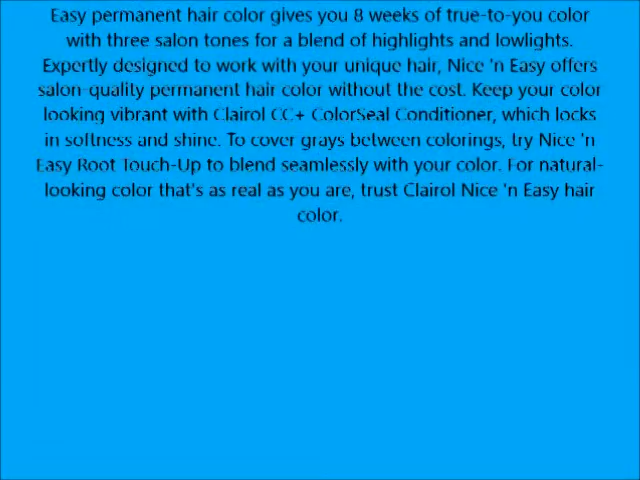 Easy permanent hair color gives you 8 weeks of true-to-you color
with three salon tones for a blend of highlights and lowlights.
Expertly designed to work with your unique hair, Nice 'n Easy offers
salon-quality permanent hair color without the cost. Keep your color
looking vibrant with Clairol CC+ ColorSeal Conditioner, which locks
in softness and shine. To cover grays between colorings, try Nice 'n
Easy Root Touch-Up to blend seamlessly with your color. For natural-
looking color that's as real as you are, trust Clairol Nice 'n Easy hair
color.